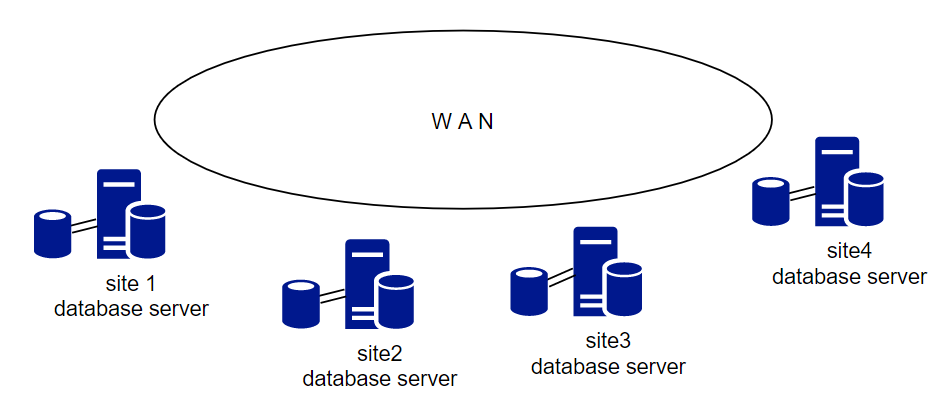 W A N
site 1
database server
site2
database server
site3
database server
site4
database server